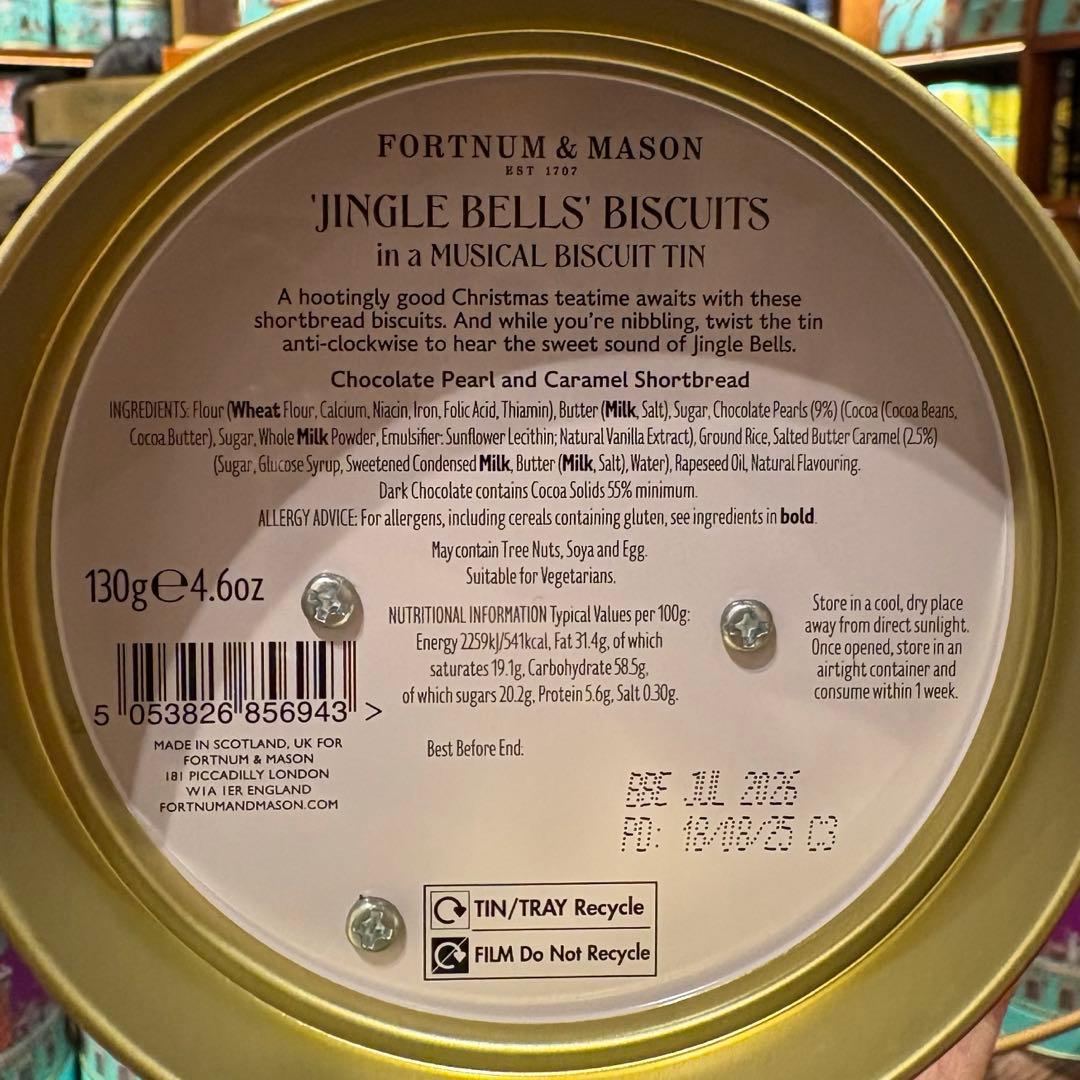 FORTNUM & MASON
EST 1707
'JINGLE BELLS' BISCUITS
in a MUSICAL BISCUIT TIN
A hootingly good Christmas teatime awaits with these
shortbread biscuits. And while you're nibbling, twist the tin
anti-clockwise to hear the sweet sound of Jingle Bells.
Chocolate Pearl and Caramel Shortbread
INGREDIENTS: Flour (Wheat Flour, Calcium, Niacin, Iron, Folic Acid, Thiamin), Butter (Milk, Salt), Sugar, Chocolate Pearls (9%) (Cocoa (Cocoa Beans,
Cocoa Butter), Sugar, Whole Milk Powder, Emulsifier: Sunflower Lecithin; Natural Vanilla Extract), Ground Rice, Salted Butter Caramel (2.5%)
(Sugar, Glucose Syrup, Sweetened Condensed Milk, Butter (Milk, Salt), Water), Rapeseed Oil, Natural Flavouring.
Dark Chocolate contains Cocoa Solids 55% minimum.
ALLERGY ADVICE: For allergens, including cereals containing gluten, see ingredients in bold.
May contain Tree Nuts, Soya and Egg.
Suitable for Vegetarians.
130g℮4.6oz
NUTRITIONAL INFORMATION Typical Values per 100g:
Energy 2259kJ/541kcal, Fat 31.4g, of which
saturates 19.1g, Carbohydrate 58.5g,
of which sugars 20.2g, Protein 5.6g, Salt 0.30g.
Store in a cool, dry place
away from direct sunlight.
Once opened, store in an
airtight container and
consume within 1 week.
5 053826 856943 >
MADE IN SCOTLAND, UK FOR
FORTNUM & MASON
181 PICCADILLY LONDON
W1A 1ER ENGLAND
FORTNUMANDMASON.COM
Best Before End:
BBE JUL 2026
PD: 18/08/25 C3
TIN/TRAY Recycle
FILM Do Not Recycle